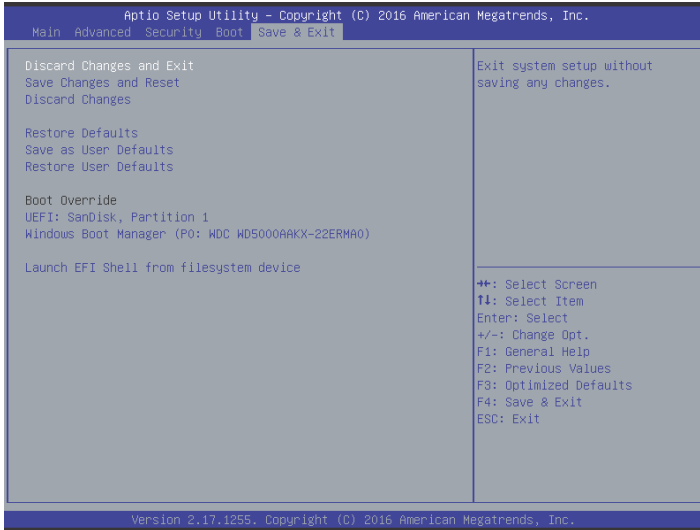 Aptio Setup Utility – Copyright (C) 2016 American Megatrends, Inc.
Main Advanced Security Boot Save & Exit
Discard Changes and Exit
Save Changes and Reset
Discard Changes
Restore Defaults
Save as User Defaults
Restore User Defaults
Boot Override
UEFI: SanDisk, Partition 1
Windows Boot Manager (P0: WDC WD5000AAKX-22ERMA0)
Launch EFI Shell from filesystem device
Exit system setup without
saving any changes.
→←: Select Screen
↑↓: Select Item
Enter: Select
+/-: Change Opt.
F1: General Help
F2: Previous Values
F3: Optimized Defaults
F4: Save & Exit
ESC: Exit
Version 2.17.1255. Copyright (C) 2016 American Megatrends, Inc.